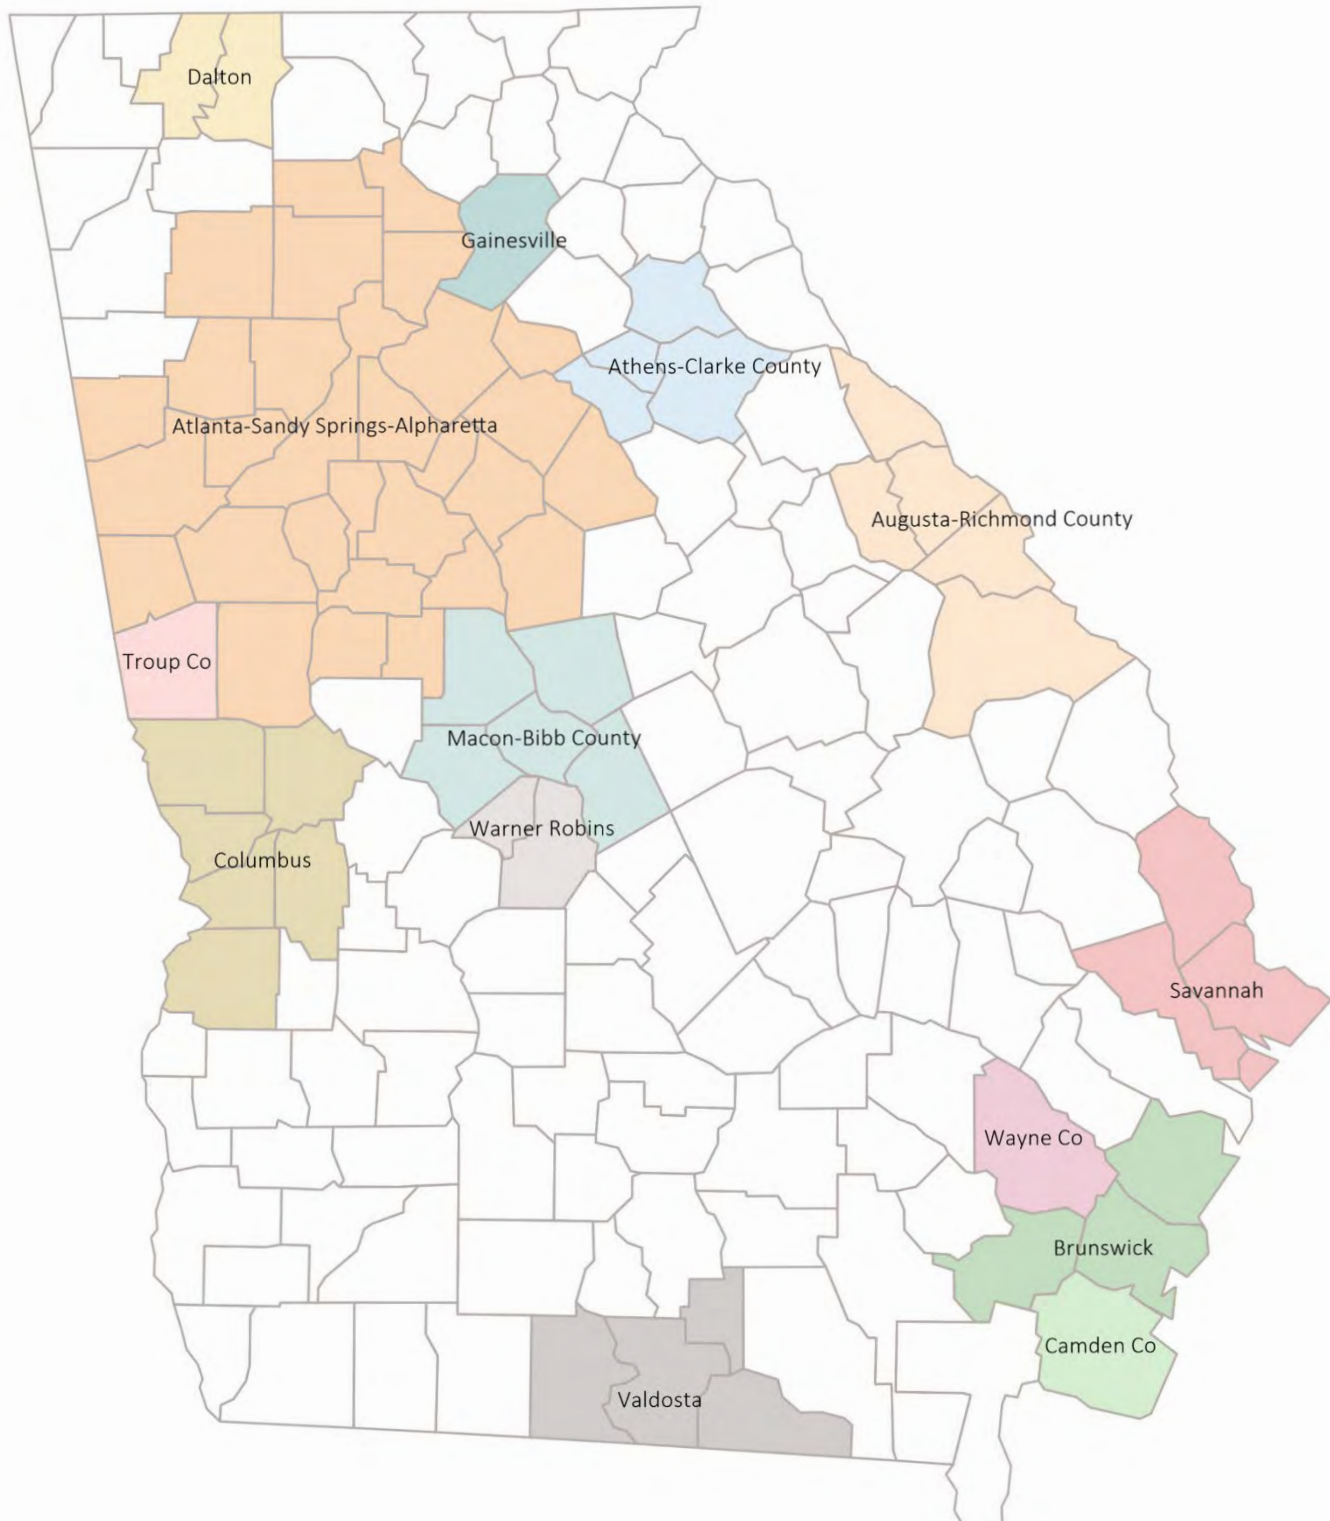 Dalton
Gainesville
Athens-Clarke County
Atlanta-Sandy Springs-Alpharetta
Augusta-Richmond County
Troup Co
Macon-Bibb County
Warner Robins
Columbus
Savannah
Wayne Co
Brunswick
Camden Co
Valdosta